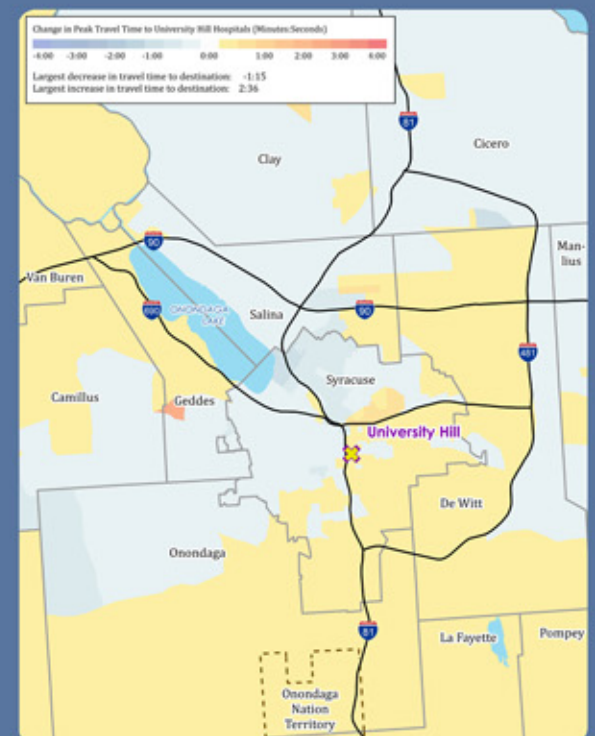 Change in Peak Travel Time to University Hill Hospitals (Minutes:Seconds)
-4:00 -3:00 -2:00 -1:00 0:00 1:00 2:00 3:00 4:00
Largest decrease in travel time to destination: -1:15
Largest increase in travel time to destination: 2:36
81
Cicero
Clay
90
Man-
lius
Van Buren
ONONDAGA
LAKE
690
Salina
90
481
Syracuse
Camillus
Geddes
University Hill
De Witt
Onondaga
81
La Fayette
Pompey
Onondaga
Nation
Territory